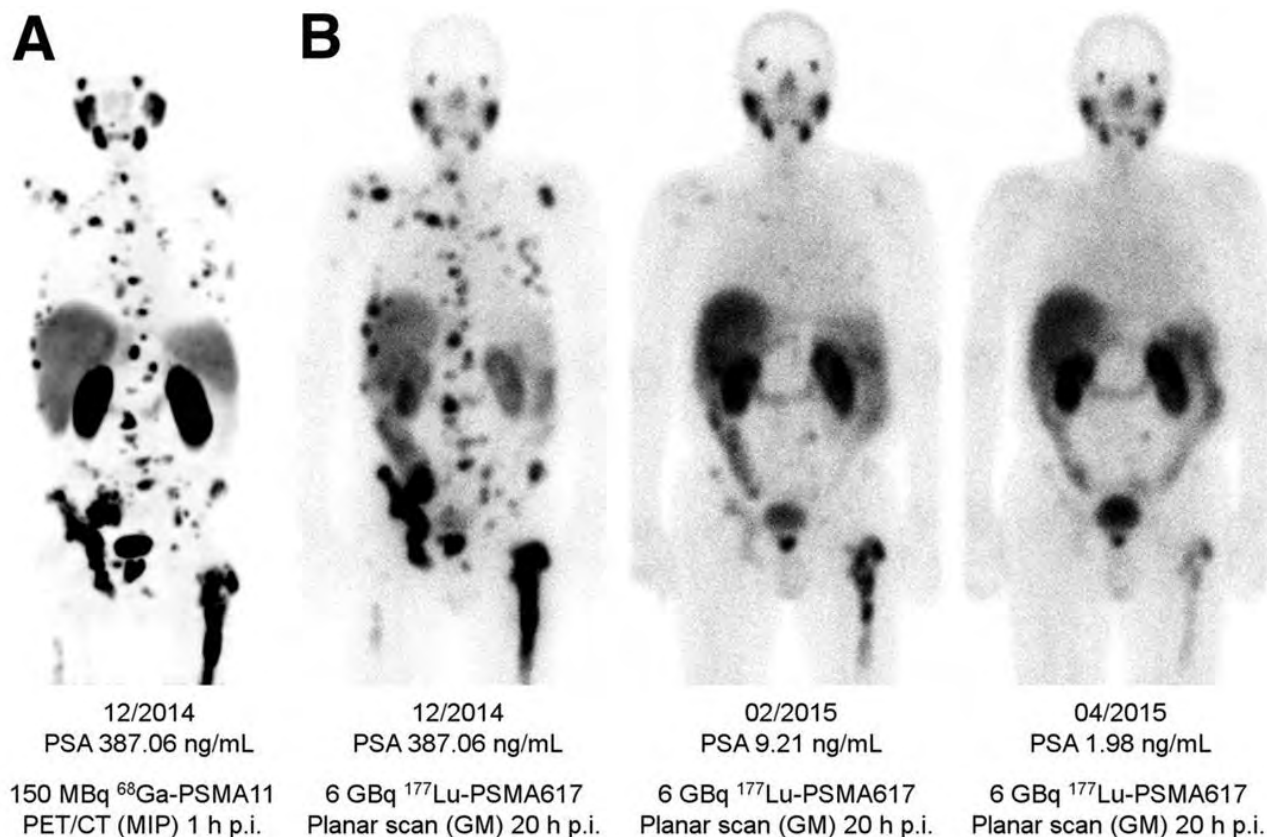 A
B
12/2014
PSA 387.06 ng/mL
150 MBq ⁶⁸Ga-PSMA11
PET/CT (MIP) 1 h p.i.
12/2014
PSA 387.06 ng/mL
6 GBq ¹⁷⁷Lu-PSMA617
Planar scan (GM) 20 h p.i.
02/2015
PSA 9.21 ng/mL
6 GBq ¹⁷⁷Lu-PSMA617
Planar scan (GM) 20 h p.i.
04/2015
PSA 1.98 ng/mL
6 GBq ¹⁷⁷Lu-PSMA617
Planar scan (GM) 20 h p.i.